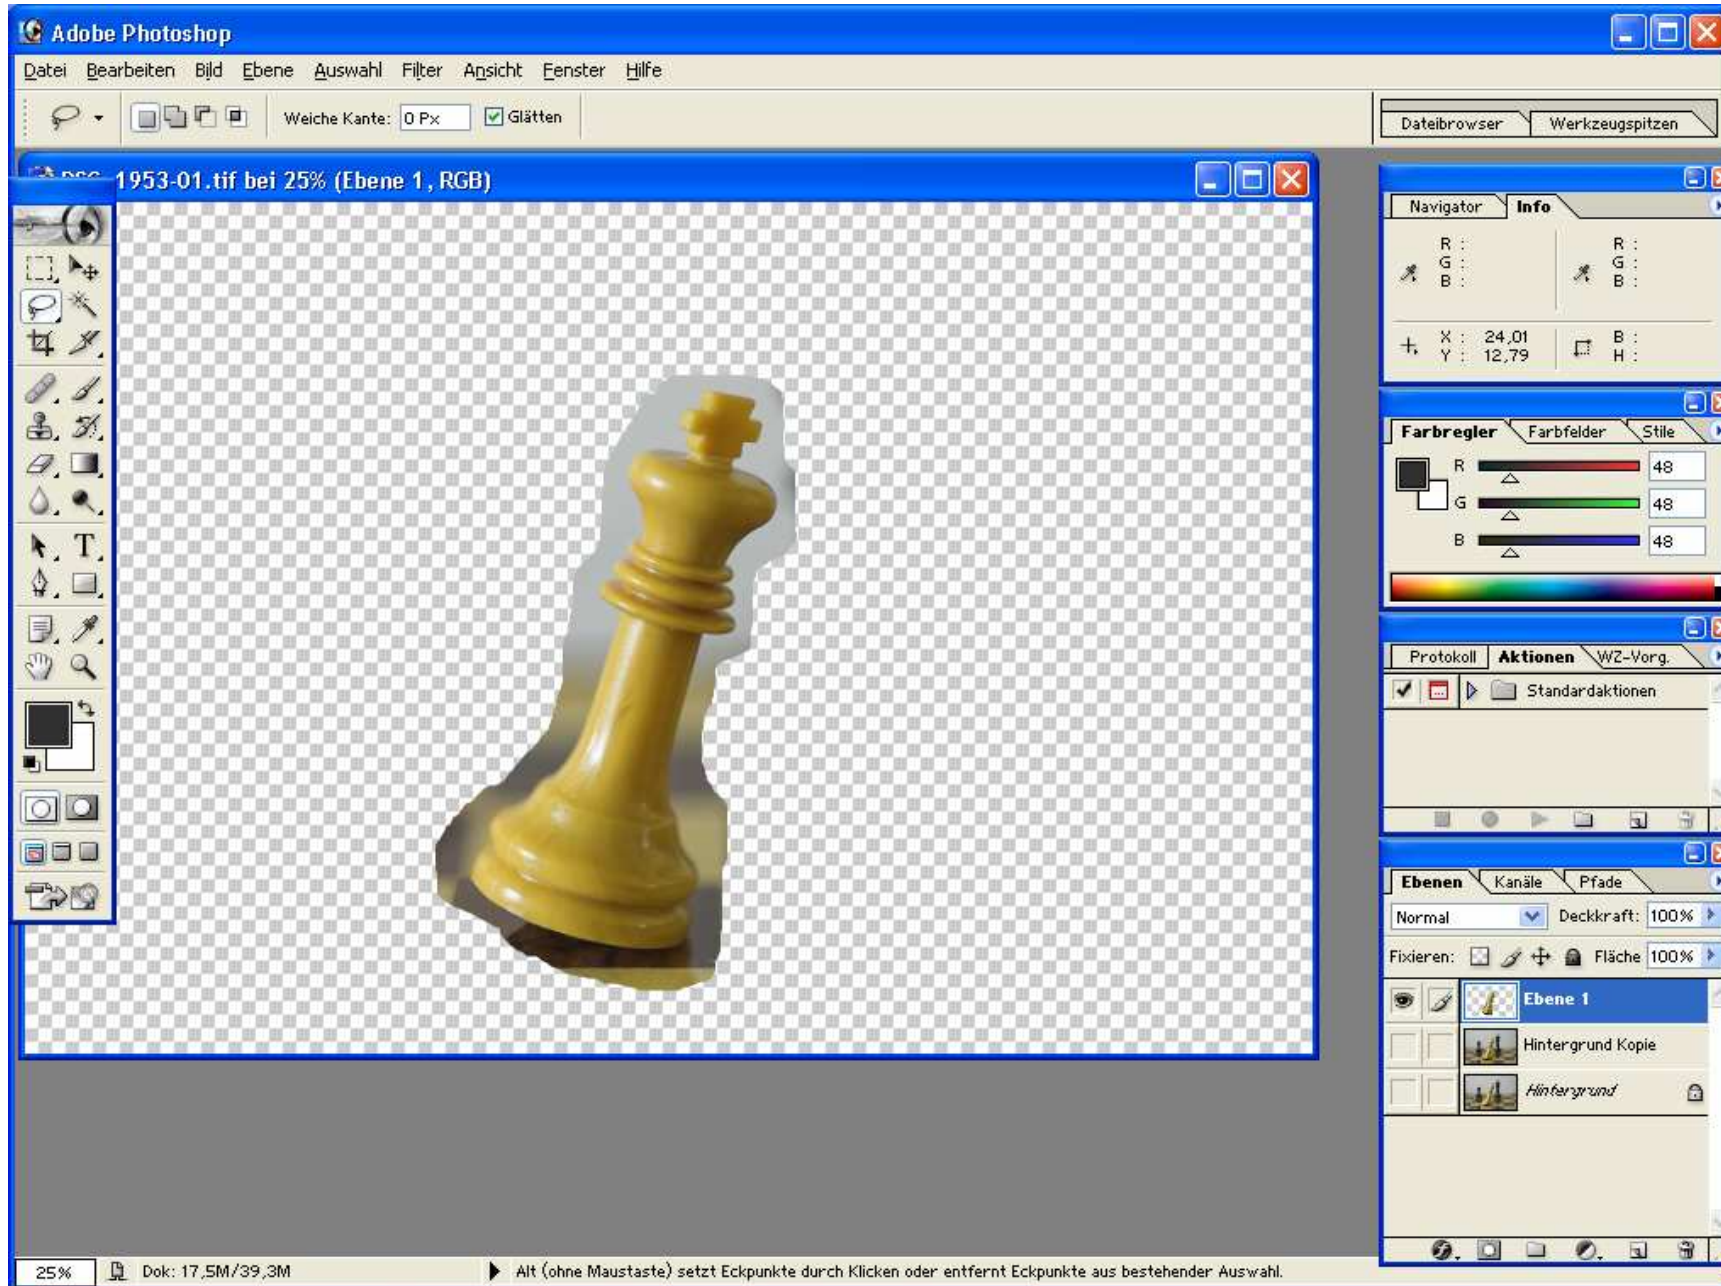 Adobe Photoshop
Datei Bearbeiten Bild Ebene Auswahl Filter Ansicht Fenster Hilfe
Weiche Kante: 0 Px Glätten
Dateibrowser Werkzeugspitzen
1953-01.tif bei 25% (Ebene 1, RGB)
Navigator Info
R : R :
G : G :
B : B :
X : 24,01 B :
Y : 12,79 H :
Farbregler Farbfelder Stile
R 48
G 48
B 48
Protokoll Aktionen WZ-Vorg.
Standardaktionen
T
Ebenen Kanäle Pfade
Normal Deckkraft: 100%
Fixieren: Fläche 100%
Ebene 1
Hintergrund Kopie
Hintergrund
25% Dok: 17,5M/39,3M Alt (ohne Maustaste) setzt Eckpunkte durch Klicken oder entfernt Eckpunkte aus bestehender Auswahl.